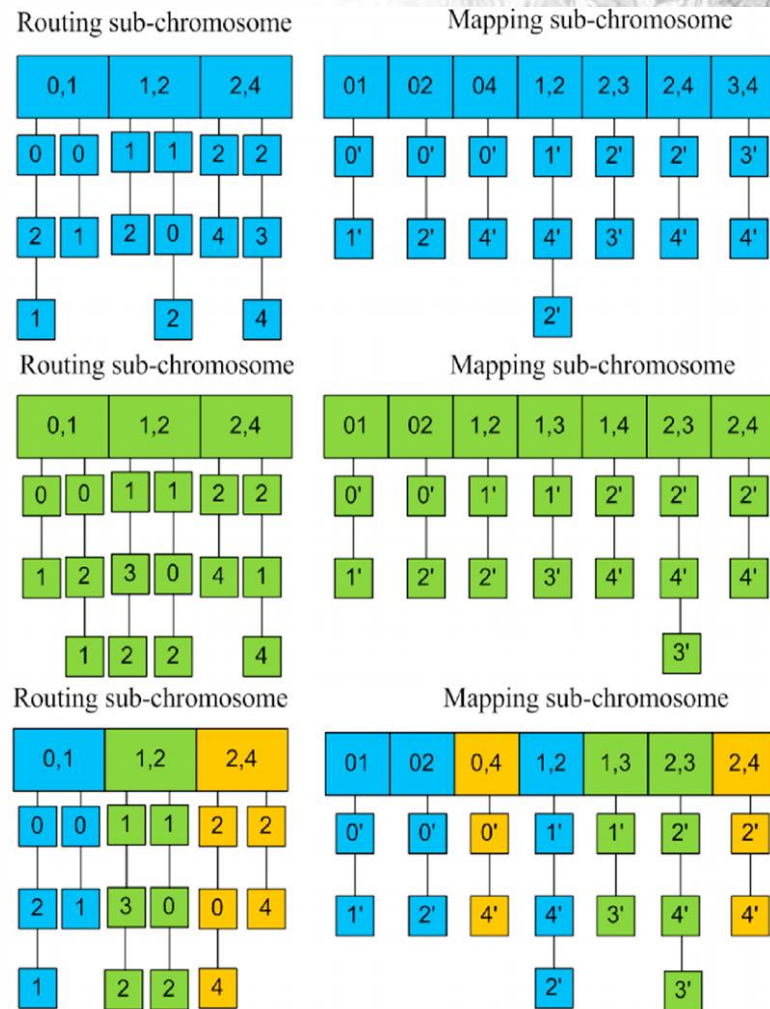 Routing sub-chromosome Mapping sub-chromosome
0,1 1,2 2,4 01 02 04 1,2 2,3 2,4 3,4
0 0 1 1 2 2 0' 0' 0' 1' 2' 2' 3'
2 1 2 0 4 3 1' 2' 4' 4' 3' 4' 4'
1 2 4 2'
Routing sub-chromosome Mapping sub-chromosome
0,1 1,2 2,4 01 02 1,2 1,3 1,4 2,3 2,4
0 0 1 1 2 2 0' 0' 1' 1' 2' 2' 2'
1 2 3 0 4 1 1' 2' 2' 3' 4' 4' 4'
1 2 2 4 3'
Routing sub-chromosome Mapping sub-chromosome
0,1 1,2 2,4 01 02 0,4 1,2 1,3 2,3 2,4
0 0 1 1 2 2 0' 0' 0' 1' 1' 2' 2'
2 1 3 0 0 4 1' 2' 4' 4' 3' 4' 4'
1 2 2 4 2' 3'